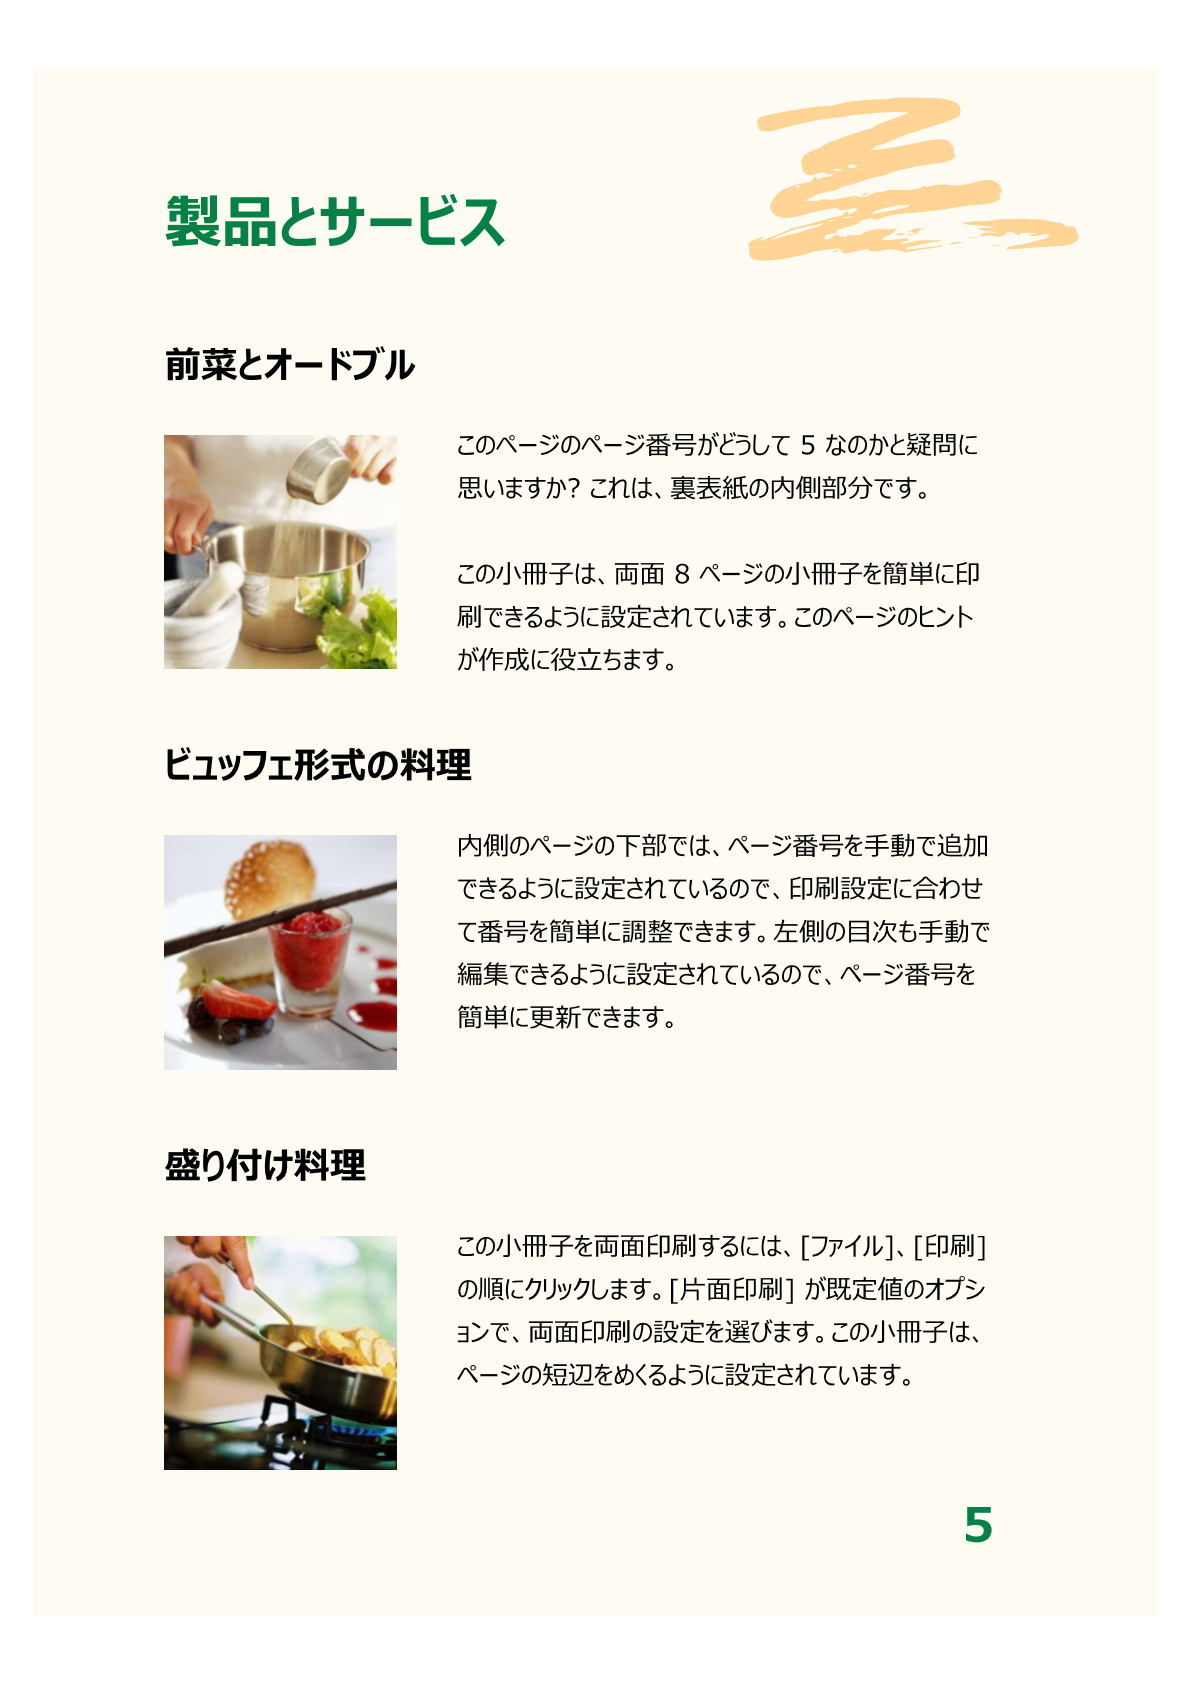 製品とサービス
前菜とオードブル
このページのページ番号がどうして 5 なのかと疑問に
思いますか? これは、裏表紙の内側部分です。
この小冊子は、両面 8 ページの小冊子を簡単に印
刷できるように設定されています。このページのヒント
が作成に役立ちます。
ビュッフェ形式の料理
内側のページの下部では、ページ番号を手動で追加
できるように設定されているので、印刷設定に合わせ
て番号を簡単に調整できます。左側の目次も手動で
編集できるように設定されているので、ページ番号を
簡単に更新できます。
盛り付け料理
この小冊子を両面印刷するには、[ファイル]、[印刷]
の順にクリックします。[片面印刷] が既定値のオプシ
ョンで、両面印刷の設定を選びます。この小冊子は、
ページの短辺をめくるように設定されています。
5